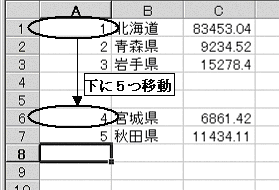 A B C
1 1 北海道 83453.04
2 2 青森県 9234.52
3 3 岩手県 15278.4
4 下に５つ移動
5
6 4 宮城県 6861.42
7 5 秋田県 11434.11
8
9